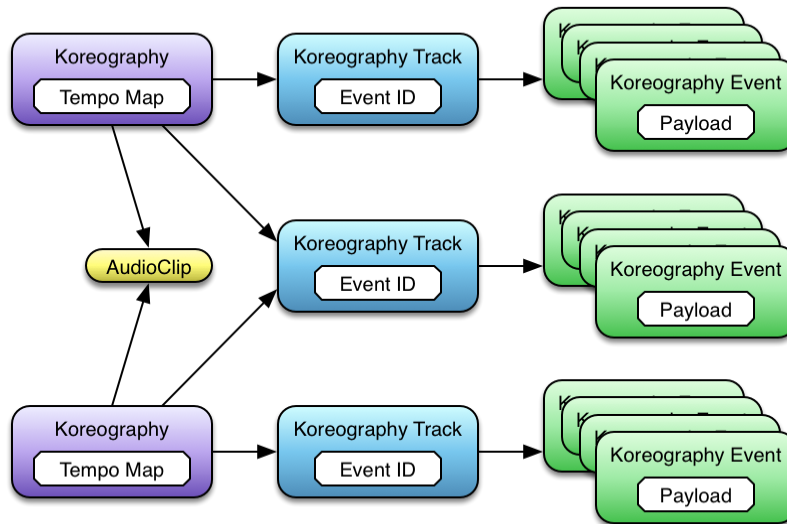 Koreography
Tempo Map
Koreography Track
Event ID
Koreography Event
Payload
AudioClip
Koreography Track
Event ID
Koreography Event
Payload
Koreography
Tempo Map
Koreography Track
Event ID
Koreography Event
Payload